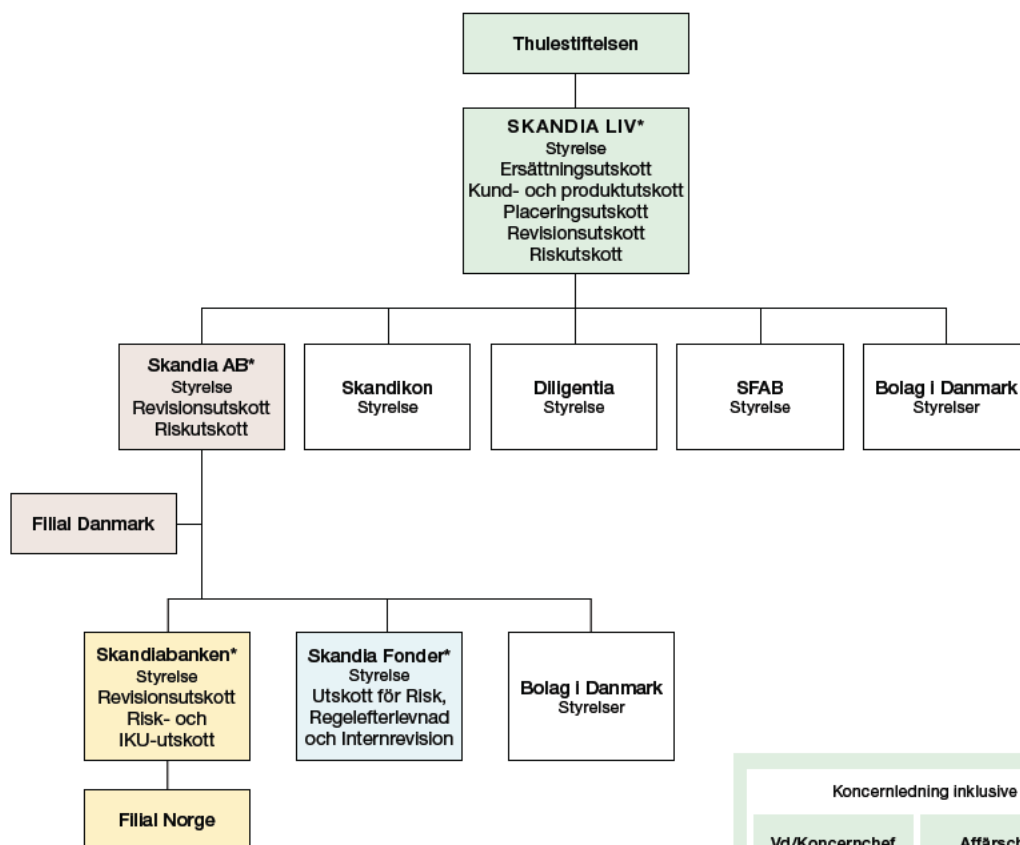 Thulestiftelsen
SKANDIA LIV*
Styrelse
Ersättningsutskott
Kund- och produktutskott
Placeringsutskott
Revisionsutskott
Riskutskott
Skandia AB*
Styrelse
Revisionsutskott
Riskutskott
Skandikon
Styrelse
Diligentia
Styrelse
SFAB
Styrelse
Bolag i Danmark
Styrelser
Filial Danmark
Skandiabanken*
Styrelse
Revisionsutskott
Risk- och
IKU-utskott
Skandia Fonder*
Styrelse
Utskott för Risk,
Regelefterlevnad
och Internrevision
Bolag i Danmark
Styrelser
Filial Norge
Koncernledning inklusive
Vd/Koncernchef